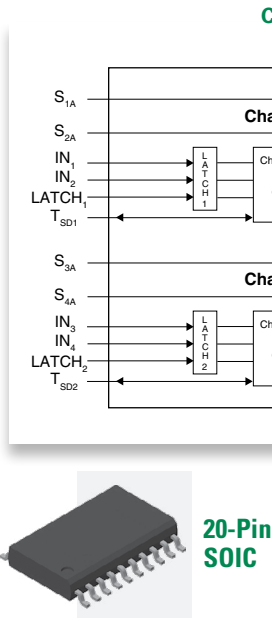 C
S1A
Cha
S2A
IN1
Ch
IN2
LATCH1
LATCH1
TSD1
S3A
Cha
S4A
IN3
Ch
IN4
LATCH2
LATCH2
TSD2
20-Pin
SOIC